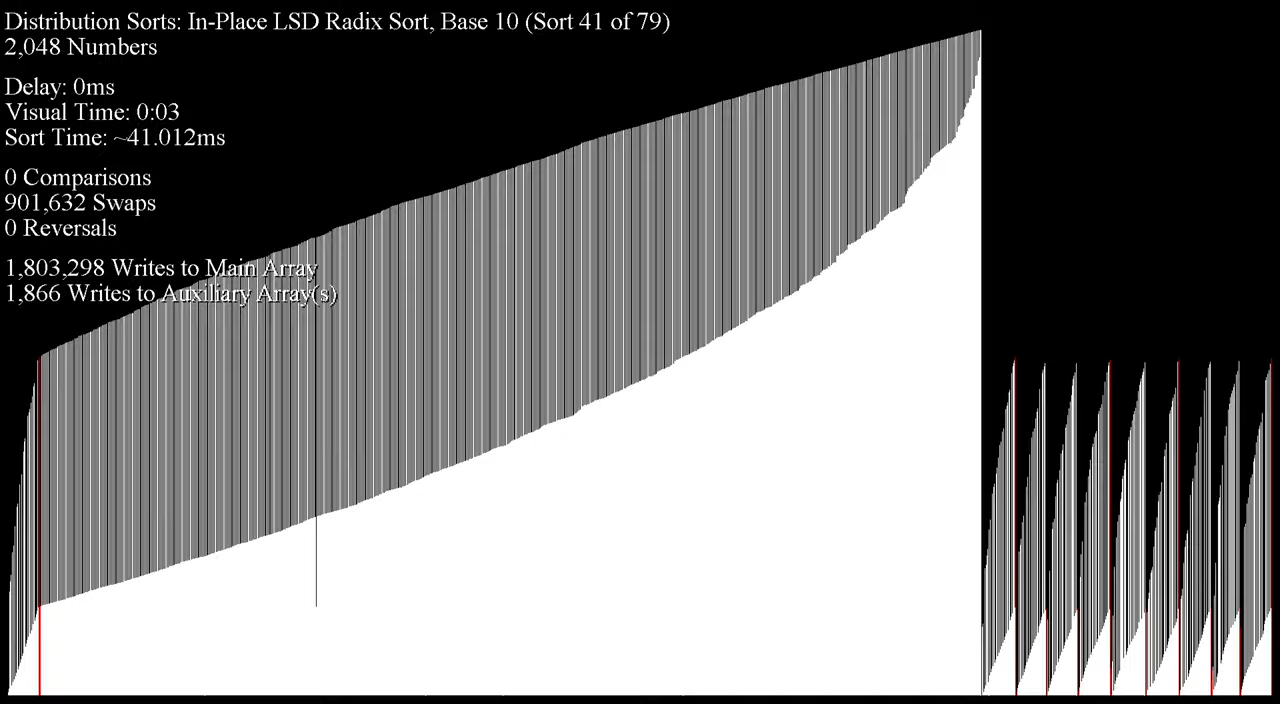 Distribution Sorts: In-Place LSD Radix Sort, Base 10 (Sort 41 of 79)
2,048 Numbers
Delay: 0ms
Visual Time: 0:03
Sort Time: ~41.012ms
0 Comparisons
901,632 Swaps
0 Reversals
1,803,298 Writes to Main Array
1,866 Writes to Auxiliary Array(s)